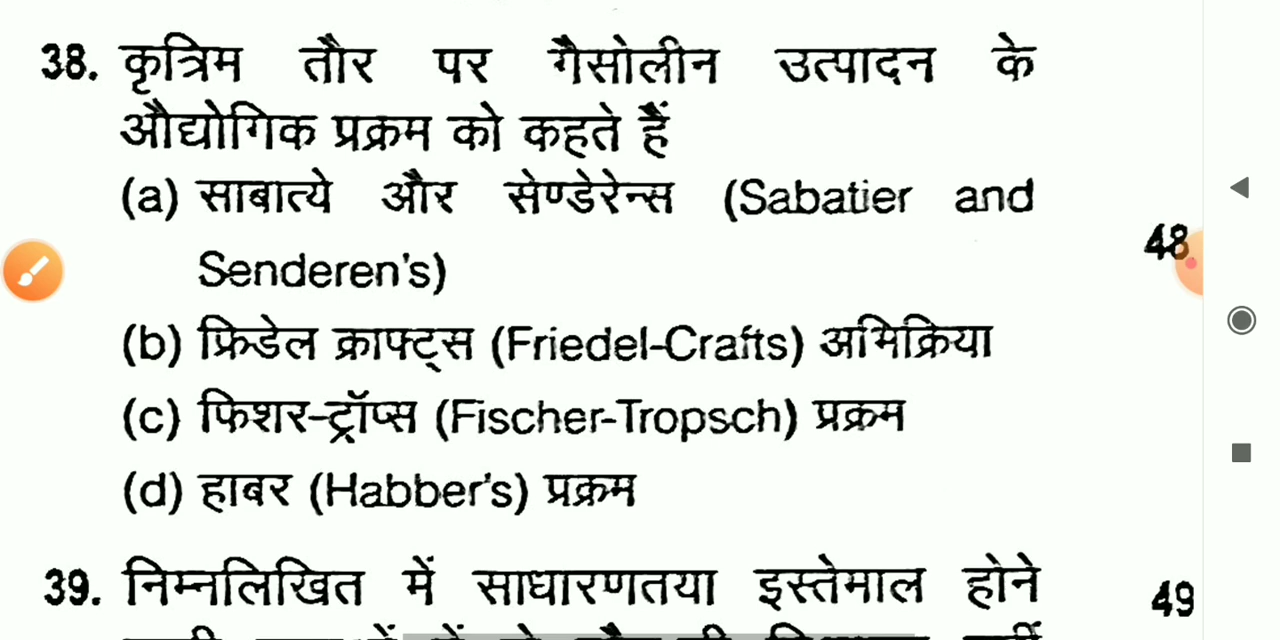 38. कृत्रिम तौर पर गैसोलीन उत्पादन के
औद्योगिक प्रक्रम को कहते हैं
(a) साबात्ये और सेण्डेरेन्स (Sabatier and
Senderen's)
(b) फ्रिडेल क्राफ्ट्स (Friedel-Crafts) अभिक्रिया
(c) फिशर-ट्रॉप्स (Fischer-Tropsch) प्रक्रम
(d) हाबर (Habber's) प्रक्रम
39. निम्नलिखित में साधारणतया इस्तेमाल होने
48
49